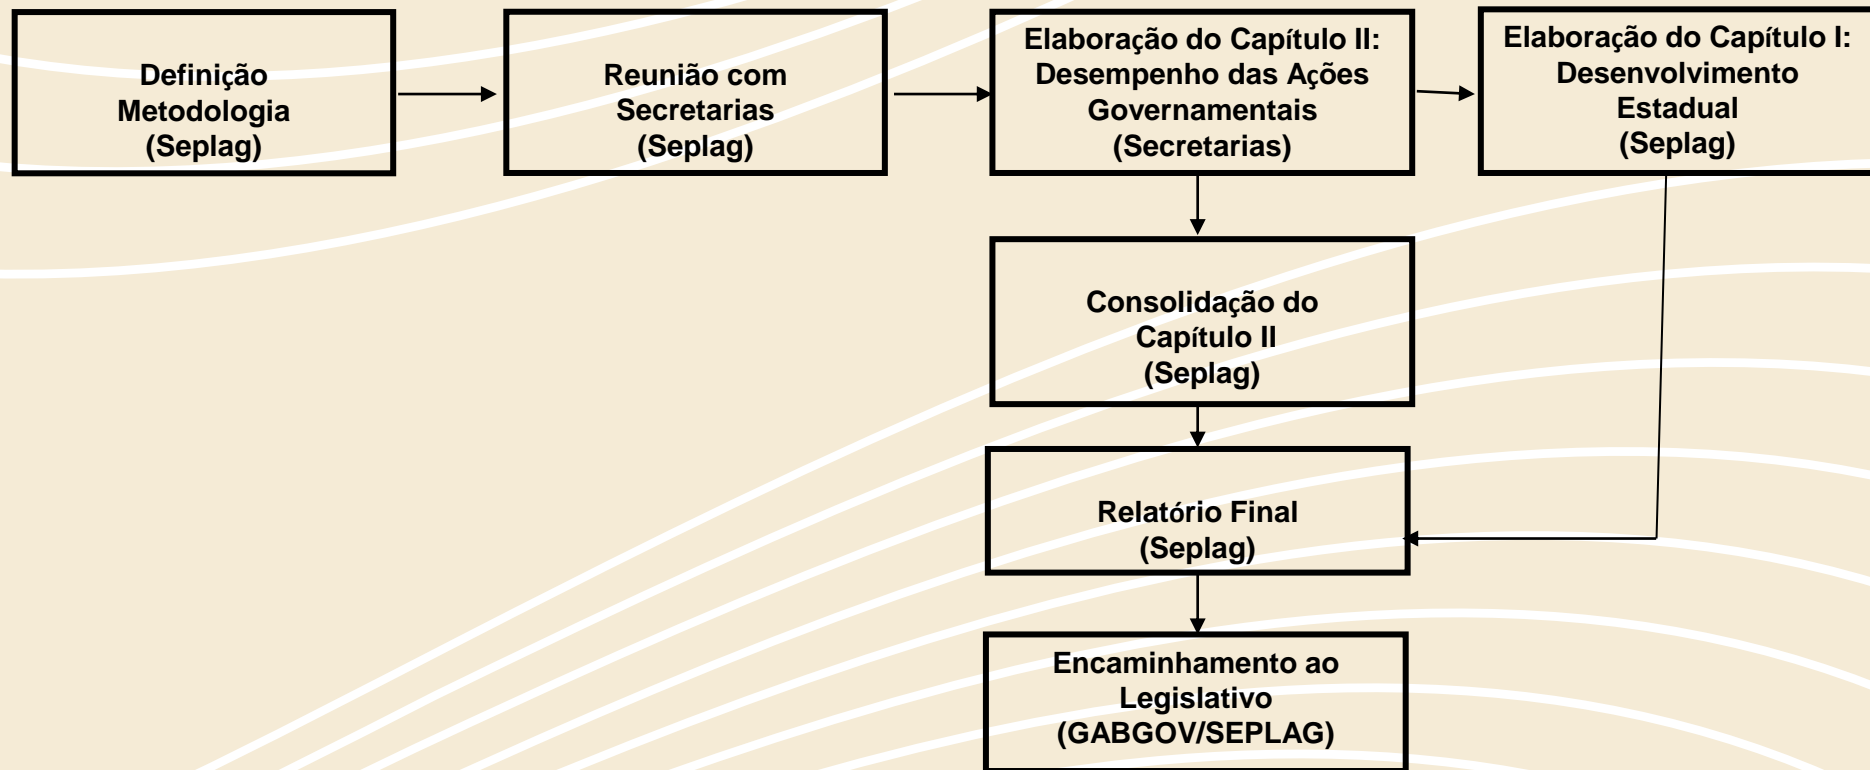 Definição
Metodologia
(Seplag)
Reunião com
Secretarias
(Seplag)
Elaboração do Capítulo II:
Desempenho das Ações
Governamentais
(Secretarias)
Elaboração do Capítulo I:
Desenvolvimento
Estadual
(Seplag)
Consolidação do
Capítulo II
(Seplag)
Relatório Final
(Seplag)
Encaminhamento ao
Legislativo
(GABGOV/SEPLAG)